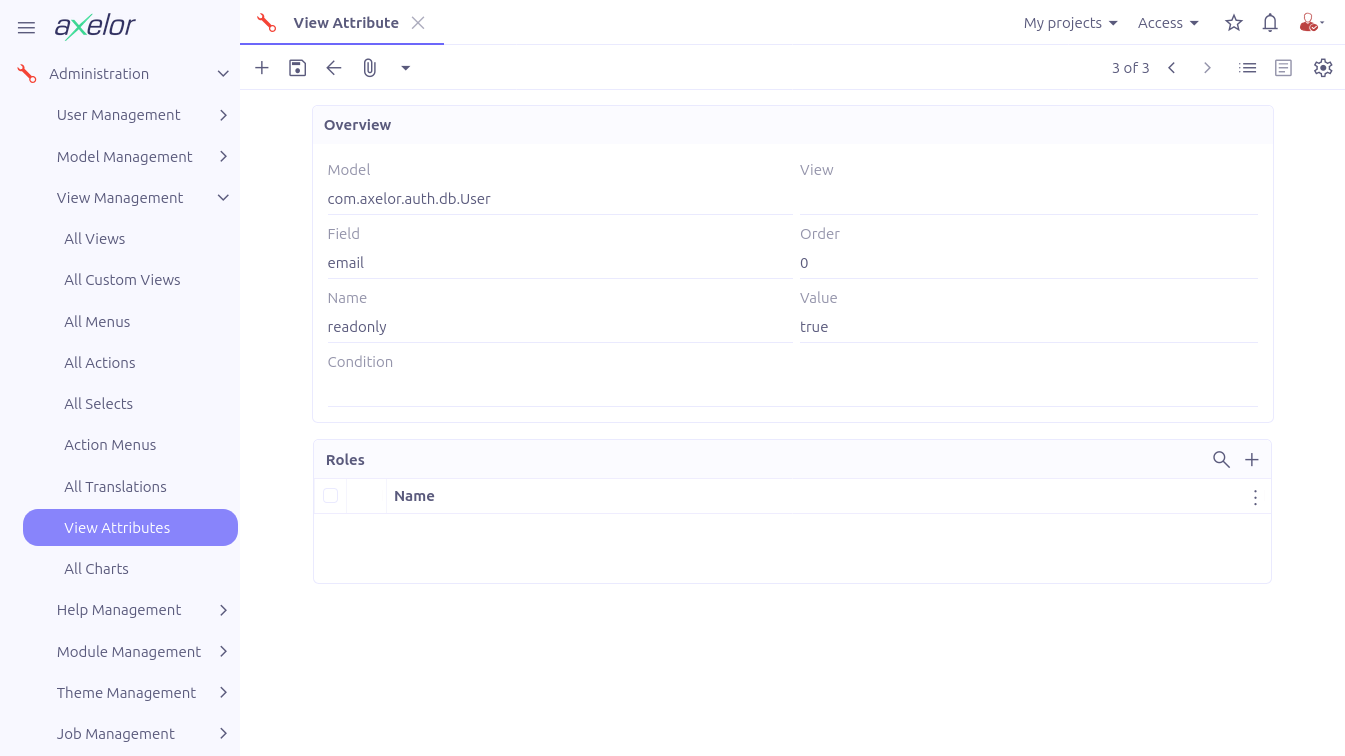 axelor
View Attribute
My projects
Access
Administration
3 of 3
User Management
Model Management
View Management
All Views
All Custom Views
All Menus
All Actions
All Selects
Action Menus
All Translations
View Attributes
All Charts
Help Management
Module Management
Theme Management
Job Management
Overview
Model
View
com.axelor.auth.db.User
Field
Order
email
0
Name
Value
readonly
true
Condition
Roles
Name